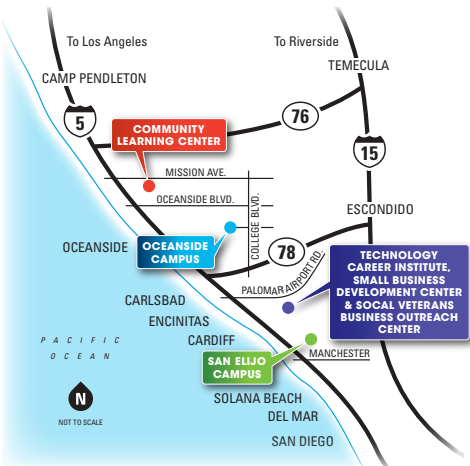 To Los Angeles
To Riverside
TEMECULA
CAMP PENDLETON
5
76
15
COMMUNITY
LEARNING CENTER
MISSION AVE.
OCEANSIDE BLVD.
COLLEGE BLVD.
ESCONDIDO
OCEANSIDE
OCEANSIDE
CAMPUS
78
PALOMAR AIRPORT RD.
TECHNOLOGY
CAREER INSTITUTE,
SMALL BUSINESS
DEVELOPMENT CENTER
& SOCAL VETERANS
BUSINESS OUTREACH
CENTER
CARLSBAD
ENCINITAS
CARDIFF
PACIFIC
OCEAN
SAN ELIJO
CAMPUS
MANCHESTER
N
NOT TO SCALE
SOLANA BEACH
DEL MAR
SAN DIEGO